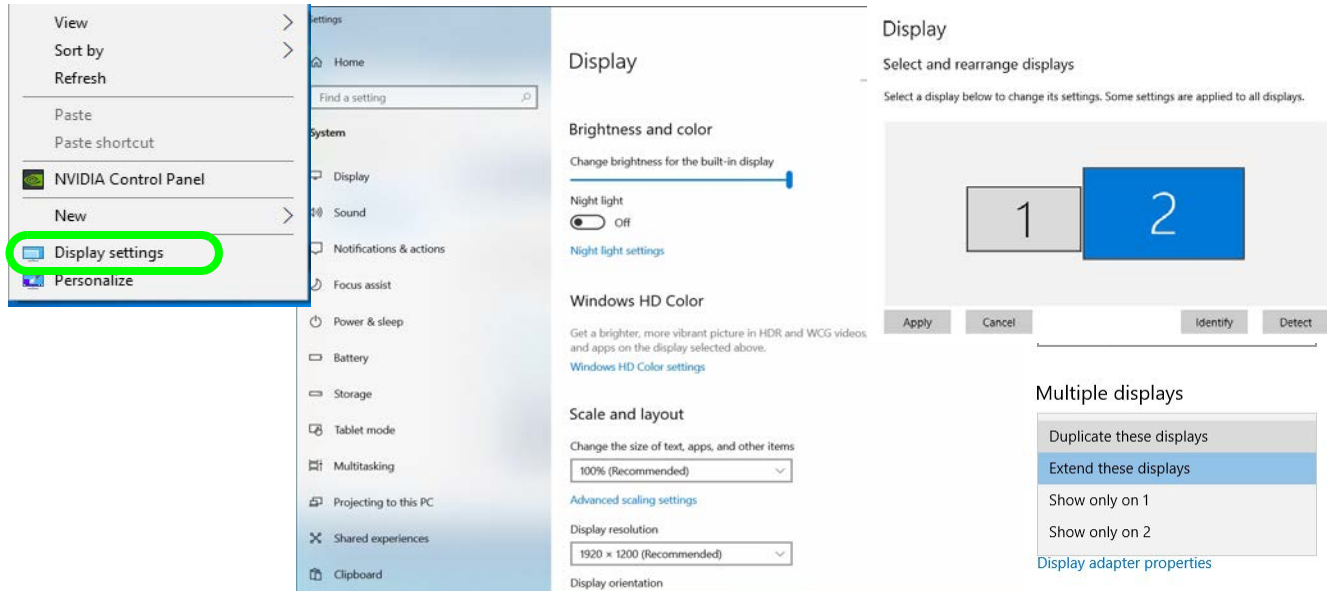 View
Sort by
Refresh
Paste
Paste shortcut
NVIDIA Control Panel
New
Display settings
Personalize
Settings
Home
Find a setting
System
Display
Sound
Notifications & actions
Focus assist
Power & sleep
Battery
Storage
Tablet mode
Multitasking
Projecting to this PC
Shared experiences
Clipboard
Display
Brightness and color
Change brightness for the built-in display
Night light
Off
Night light settings
Windows HD Color
Get a brighter, more vibrant picture in HDR and WCG videos,
and apps on the display selected above.
Windows HD Color settings
Scale and layout
Change the size of text, apps, and other items
100% (Recommended)
Advanced scaling settings
Display resolution
1920 × 1200 (Recommended)
Display orientation
Display
Select and rearrange displays
Select a display below to change its settings. Some settings are applied to all displays.
1
2
Apply
Cancel
Identify
Detect
Multiple displays
Duplicate these displays
Extend these displays
Show only on 1
Show only on 2
Display adapter properties